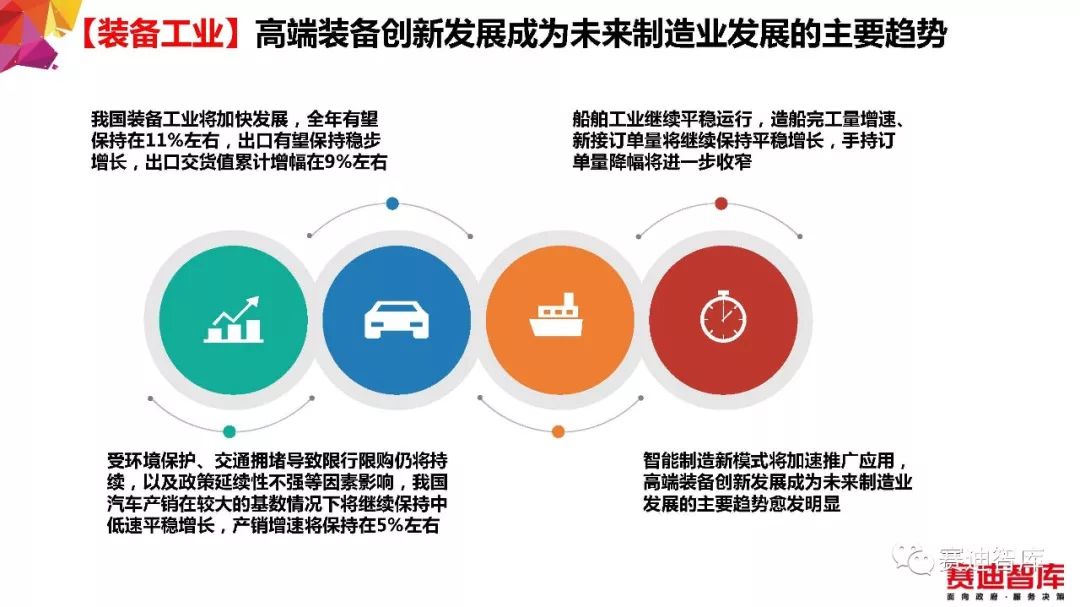 【装备工业】高端装备创新发展成为未来制造业发展的主要趋势
我国装备工业将加快发展，全年有望
保持在11%左右，出口有望保持稳步
增长，出口交货值累计增幅在9%左右
船舶工业继续平稳运行，造船完工量增速、
新接订单量将继续保持平稳增长，手持订
单量降幅将进一步收窄
受环境保护、交通拥堵导致限行限购仍将持
续，以及政策延续性不强等因素影响，我国
汽车产销在较大的基数情况下将继续保持中
低速平稳增长，产销增速将保持在5%左右
智能制造新模式将加速推广应用，
高端装备创新发展成为未来制造业
发展的主要趋势愈发明显
赛迪智库
赛迪智库
面向政府·服务决策